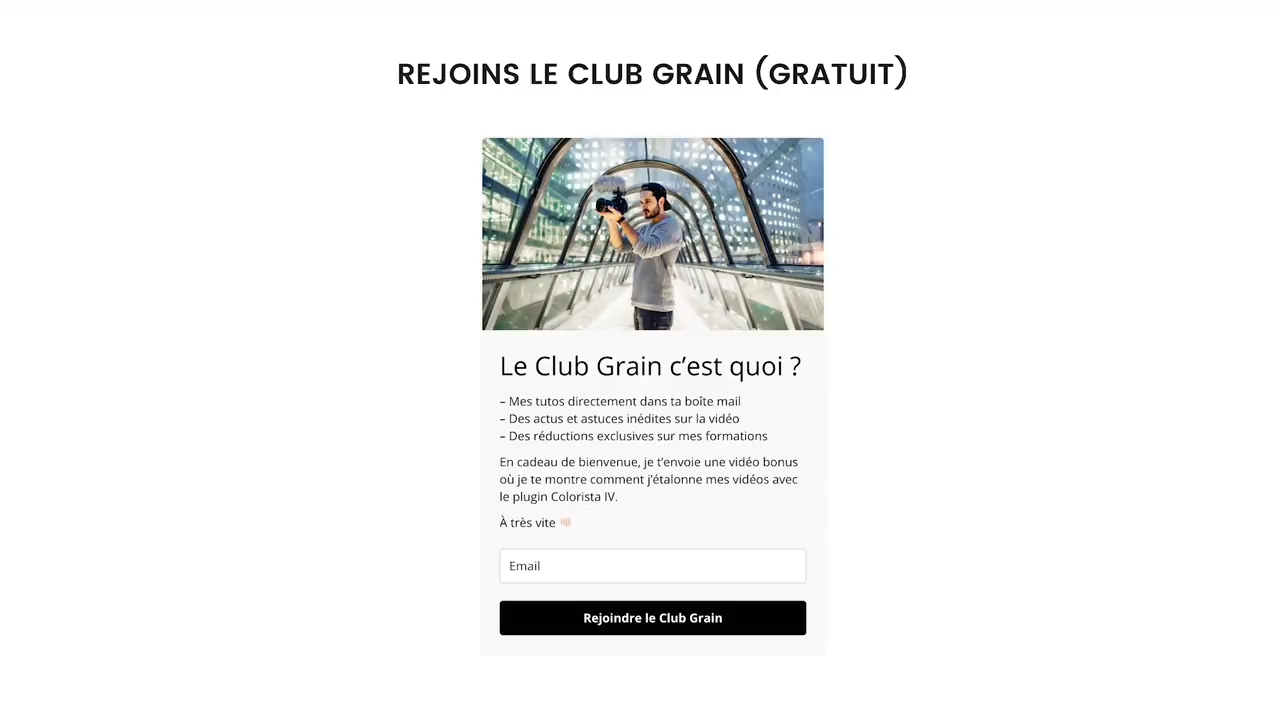 REJOINS LE CLUB GRAIN (GRATUIT)
Le Club Grain c’est quoi ?
– Mes tutos directement dans ta boîte mail
– Des actus et astuces inédites sur la vidéo
– Des réductions exclusives sur mes formations
En cadeau de bienvenue, je t’envoie une vidéo bonus
où je te montre comment j’étalonne mes vidéos avec
le plugin Colorista IV.
À très vite 👊🏻
Email
Rejoindre le Club Grain